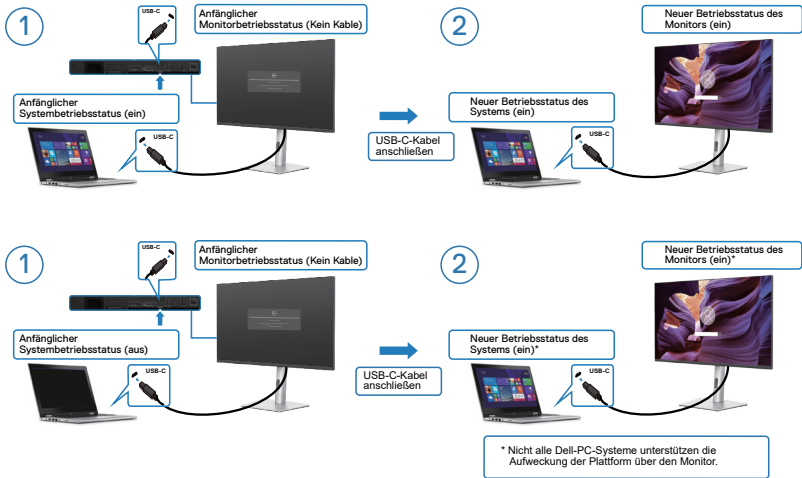 1
USB-C
Anfänglicher
Monitorbetriebsstatus (Kein Kable)
Anfänglicher
Systembetriebsstatus (ein)
USB-C
USB-C-Kabel
anschließen
2
Neuer Betriebsstatus des
Monitors (ein)
Neuer Betriebsstatus des
Systems (ein)
USB-C
1
USB-C
Anfänglicher
Monitorbetriebsstatus (Kein Kable)
Anfänglicher
Systembetriebsstatus (aus)
USB-C
USB-C-Kabel
anschließen
2
Neuer Betriebsstatus des
Monitors (ein)*
Neuer Betriebsstatus des
Systems (ein)*
USB-C
* Nicht alle Dell-PC-Systeme unterstützen die
Aufweckung der Plattform über den Monitor.